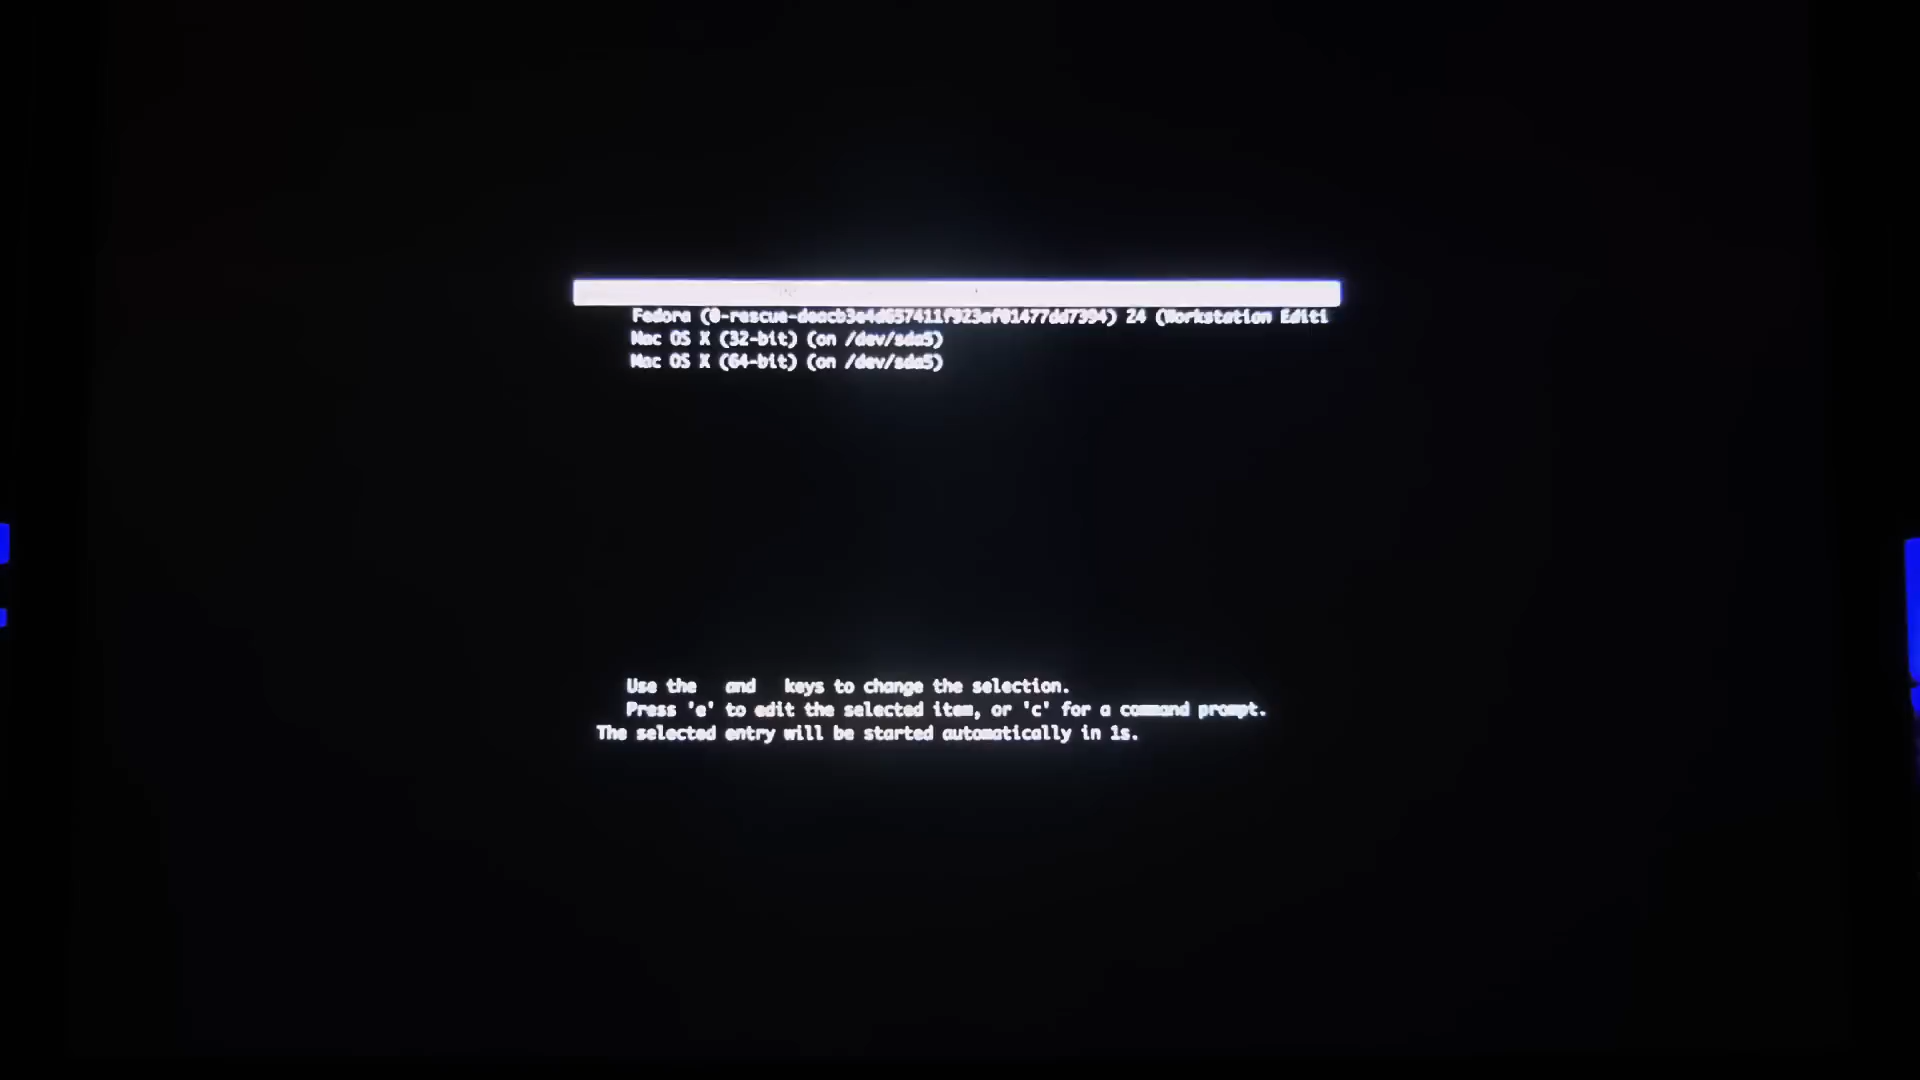 Fedora (0-rescue-deacb3e4d657411f923af01477dd7394) 24 (Workstation Editi
Mac OS X (32-bit) (on /dev/sda5)
Mac OS X (64-bit) (on /dev/sda5)
Use the and keys to change the selection.
Press 'e' to edit the selected item, or 'c' for a command prompt.
The selected entry will be started automatically in 1s.